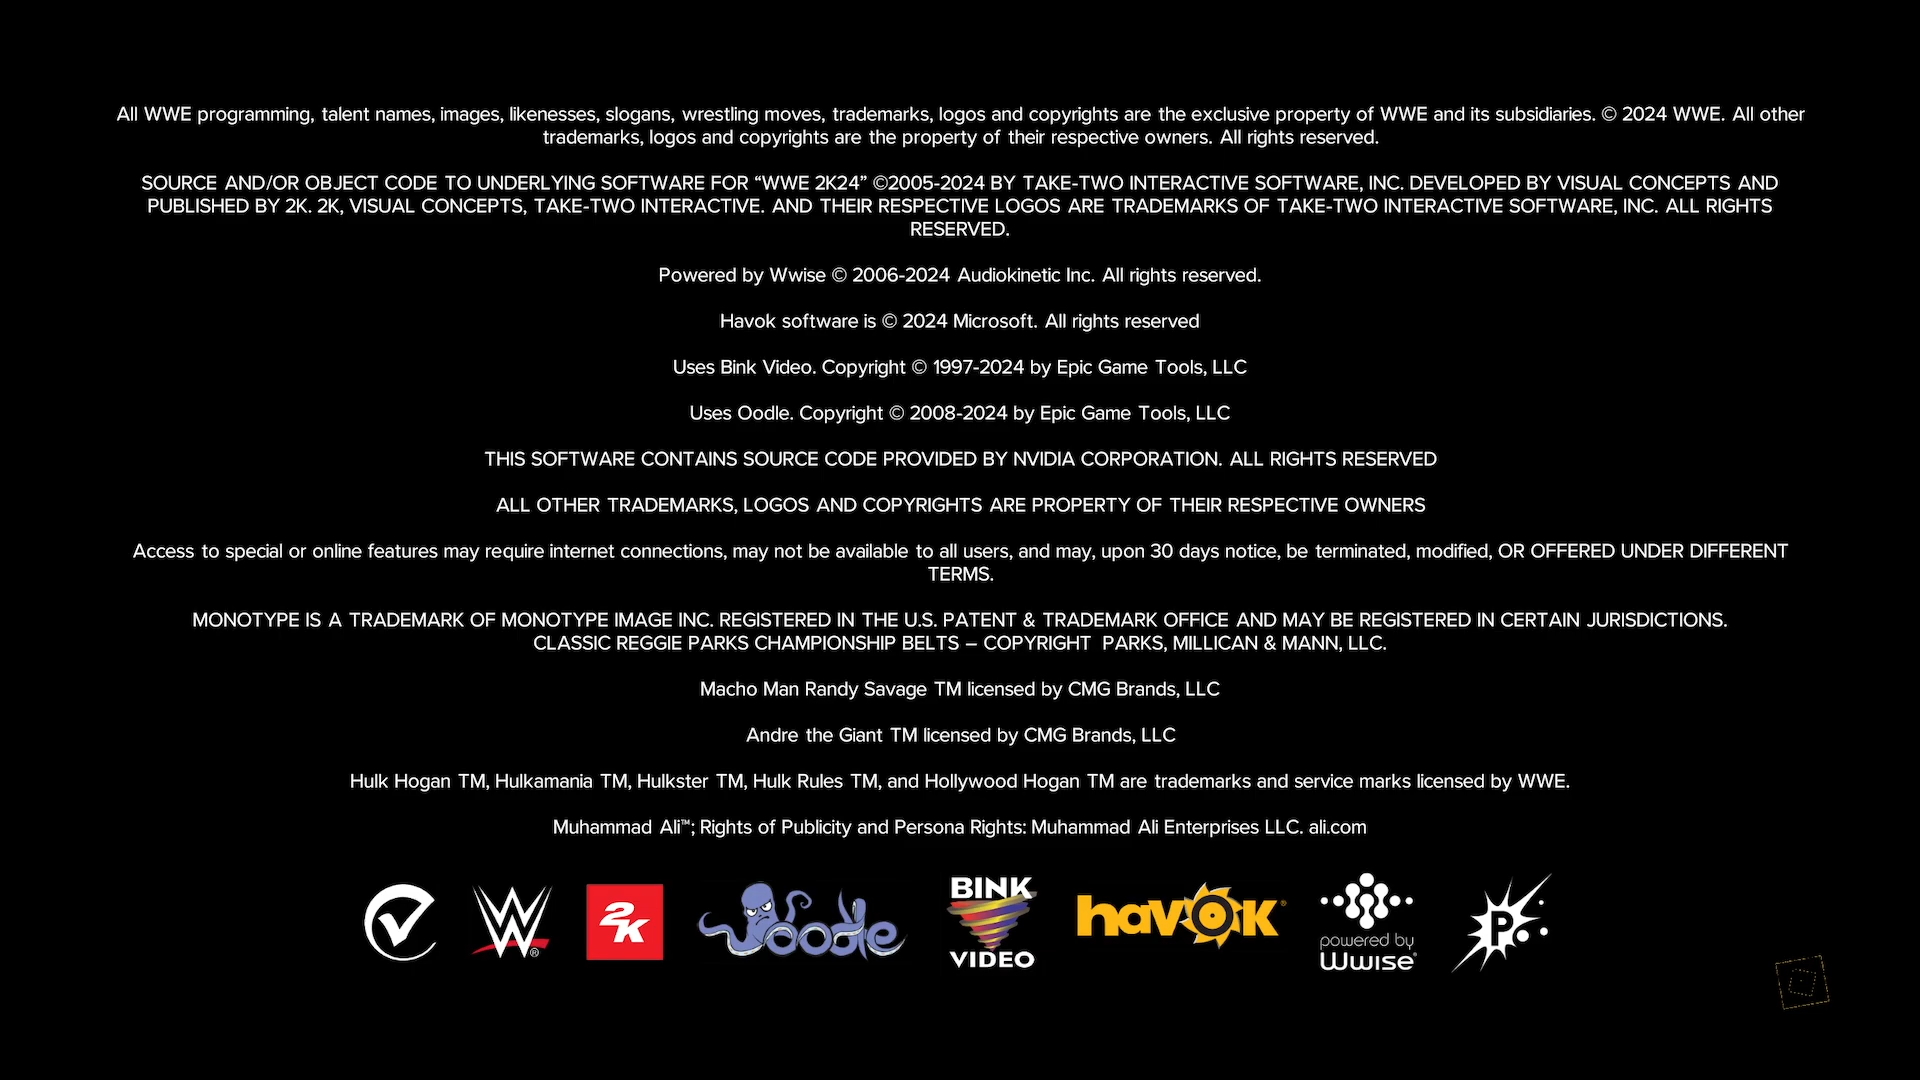 All WWE programming, talent names, images, likenesses, slogans, wrestling moves, trademarks, logos and copyrights are the exclusive property of WWE and its subsidiaries. © 2024 WWE. All other
trademarks, logos and copyrights are the property of their respective owners. All rights reserved.
SOURCE AND/OR OBJECT CODE TO UNDERLYING SOFTWARE FOR “WWE 2K24” ©2005-2024 BY TAKE-TWO INTERACTIVE SOFTWARE, INC. DEVELOPED BY VISUAL CONCEPTS AND
PUBLISHED BY 2K. 2K, VISUAL CONCEPTS, TAKE-TWO INTERACTIVE. AND THEIR RESPECTIVE LOGOS ARE TRADEMARKS OF TAKE-TWO INTERACTIVE SOFTWARE, INC. ALL RIGHTS
RESERVED.
Powered by Wwise © 2006-2024 Audiokinetic Inc. All rights reserved.
Havok software is © 2024 Microsoft. All rights reserved
Uses Bink Video. Copyright © 1997-2024 by Epic Game Tools, LLC
Uses Oodle. Copyright © 2008-2024 by Epic Game Tools, LLC
THIS SOFTWARE CONTAINS SOURCE CODE PROVIDED BY NVIDIA CORPORATION. ALL RIGHTS RESERVED
ALL OTHER TRADEMARKS, LOGOS AND COPYRIGHTS ARE PROPERTY OF THEIR RESPECTIVE OWNERS
Access to special or online features may require internet connections, may not be available to all users, and may, upon 30 days notice, be terminated, modified, OR OFFERED UNDER DIFFERENT
TERMS.
MONOTYPE IS A TRADEMARK OF MONOTYPE IMAGE INC. REGISTERED IN THE U.S. PATENT & TRADEMARK OFFICE AND MAY BE REGISTERED IN CERTAIN JURISDICTIONS.
CLASSIC REGGIE PARKS CHAMPIONSHIP BELTS – COPYRIGHT PARKS, MILLICAN & MANN, LLC.
Macho Man Randy Savage TM licensed by CMG Brands, LLC
Andre the Giant TM licensed by CMG Brands, LLC
Hulk Hogan TM, Hulkamania TM, Hulkster TM, Hulk Rules TM, and Hollywood Hogan TM are trademarks and service marks licensed by WWE.
Muhammad Ali™; Rights of Publicity and Persona Rights: Muhammad Ali Enterprises LLC. ali.com
W ®
2K
oodle
BINK
VIDEO
havok®
powered by
Wwise®
P